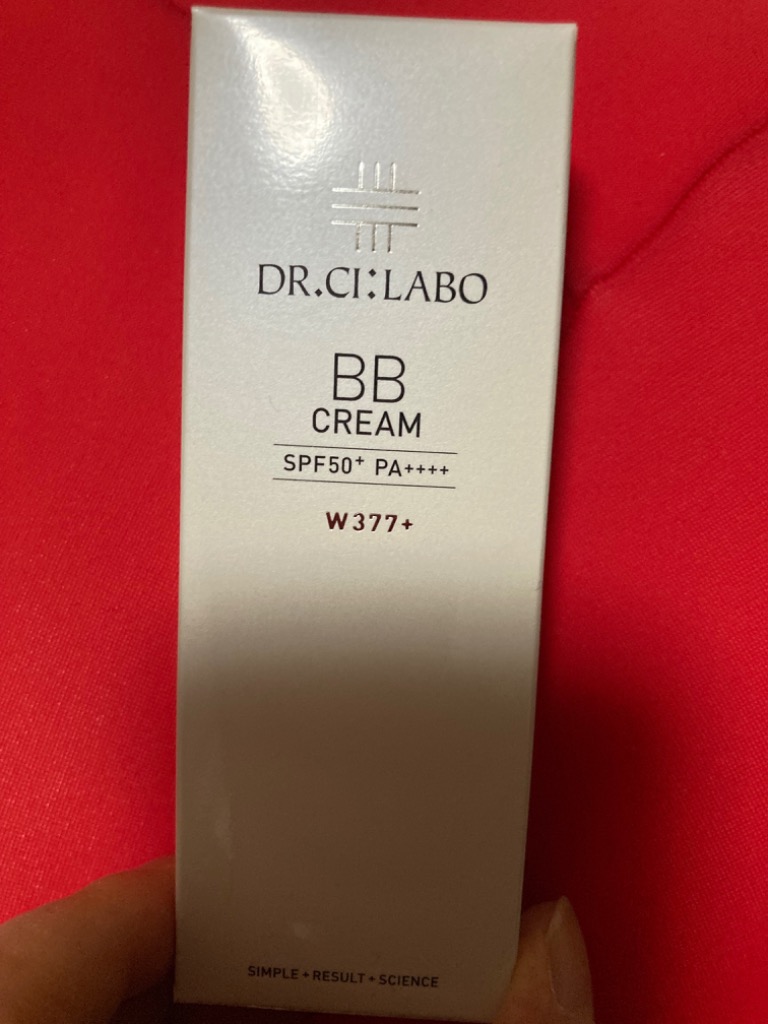 DR.CI:LABO
BB
CREAM
SPF50+ PA++++
W377+
SIMPLE+RESULT+SCIENCE